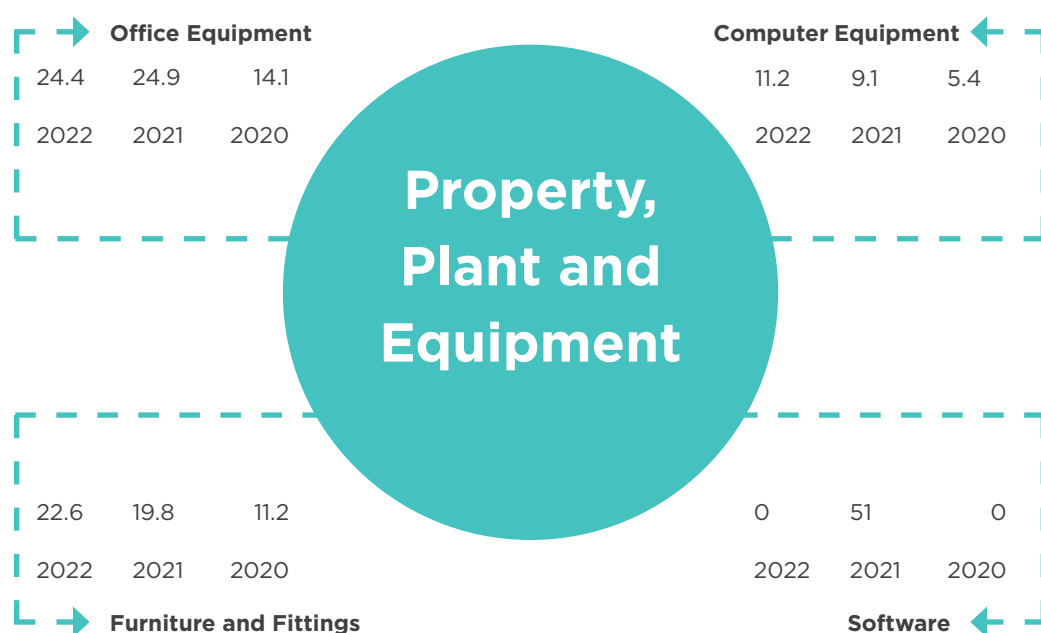 Office Equipment
24.4 24.9 14.1
2022 2021 2020
Computer Equipment
11.2 9.1 5.4
2022 2021 2020
Property,
Plant and
Equipment
22.6 19.8 11.2
2022 2021 2020
Furniture and Fittings
0 51 0
2022 2021 2020
Software